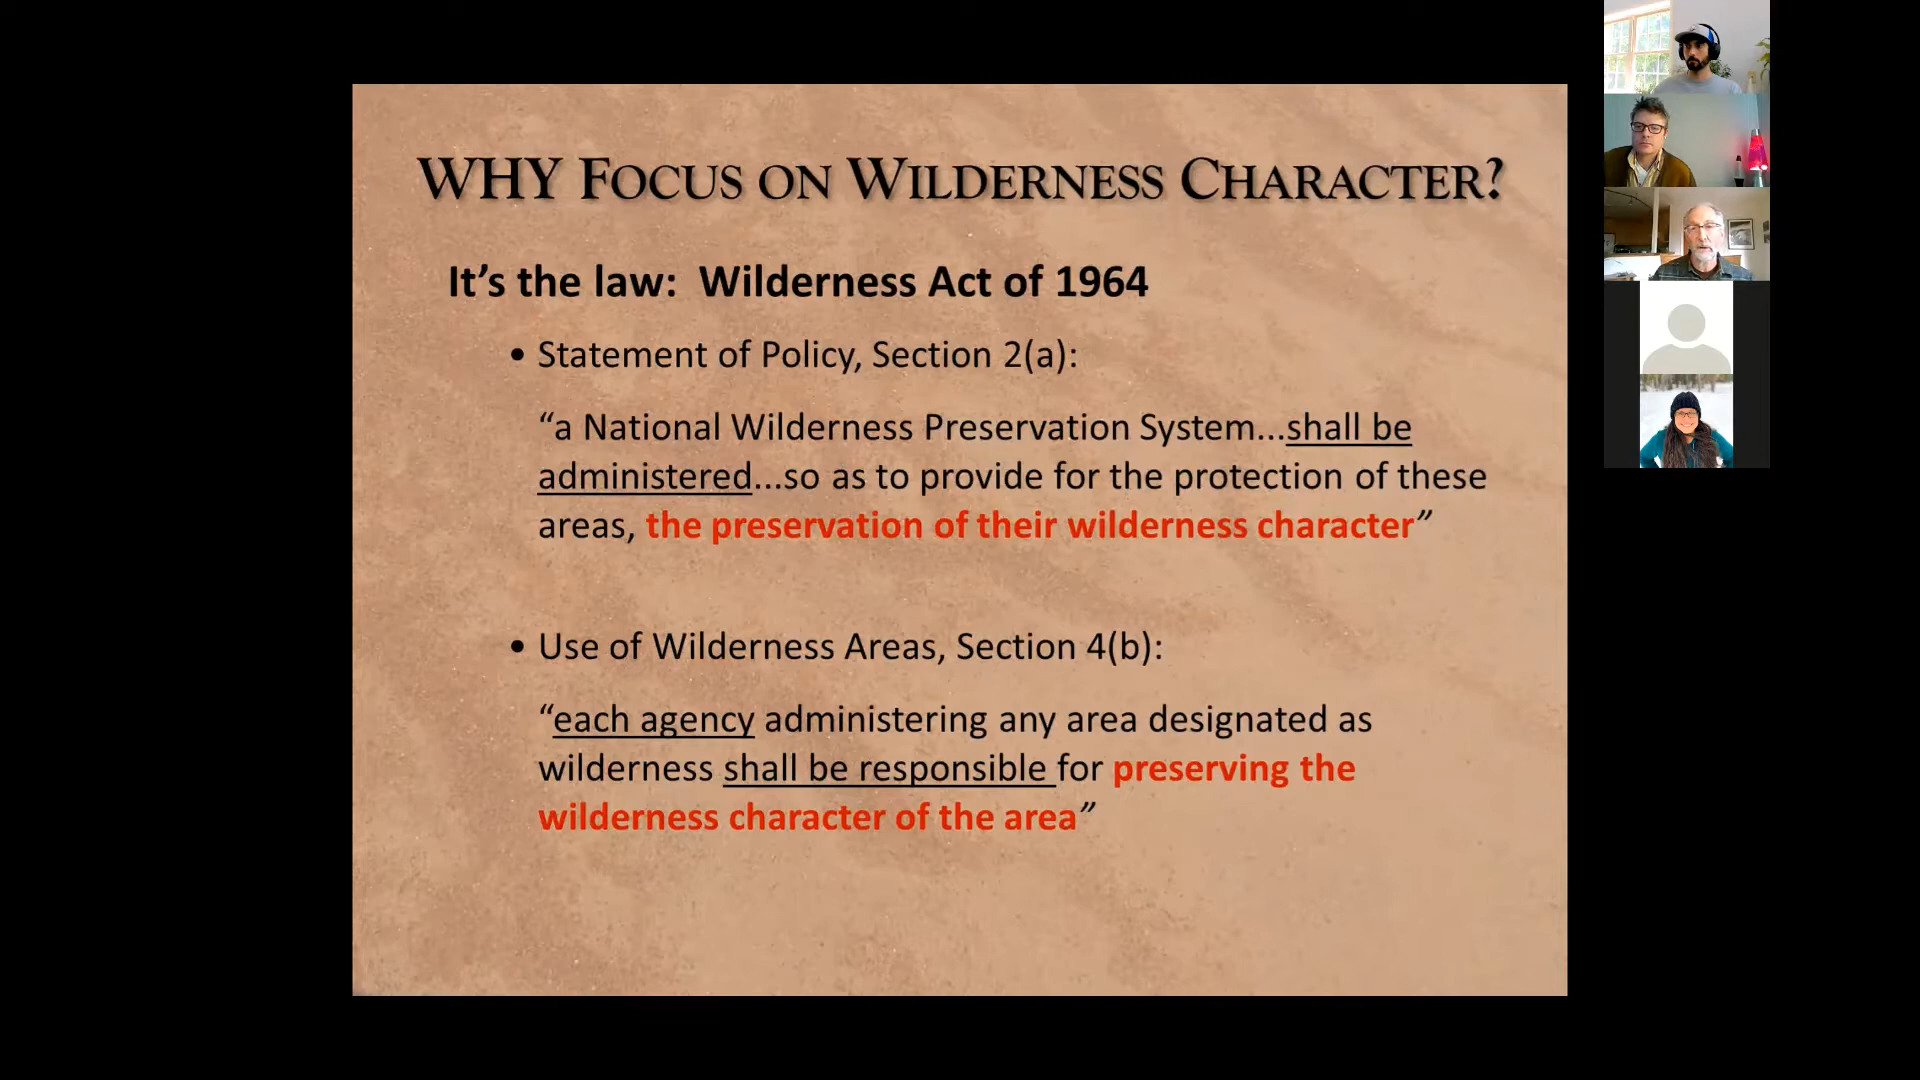 WHY FOCUS ON WILDERNESS CHARACTER?
It’s the law:  Wilderness Act of 1964
• Statement of Policy, Section 2(a):
“a National Wilderness Preservation System...shall be
administered...so as to provide for the protection of these
areas, the preservation of their wilderness character”
• Use of Wilderness Areas, Section 4(b):
“each agency administering any area designated as
wilderness shall be responsible for preserving the
wilderness character of the area”